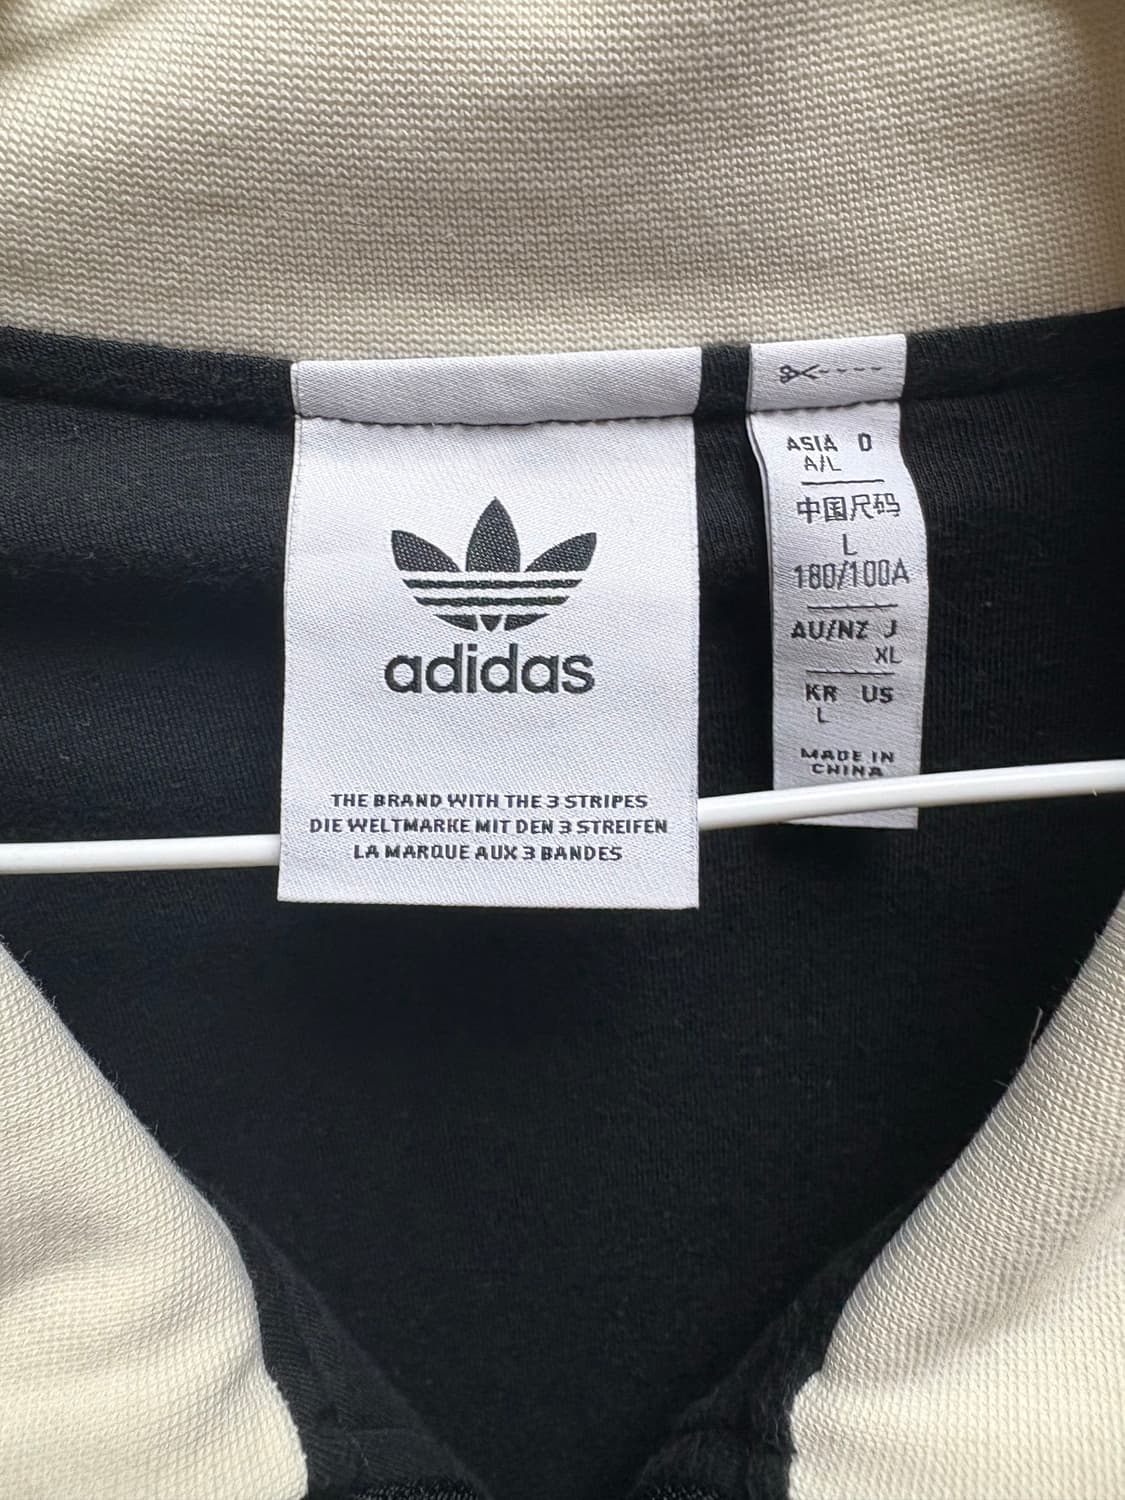 adidas
THE BRAND WITH THE 3 STRIPES
DIE WELTMARKE MIT DEN 3 STREIFEN
LA MARQUE AUX 3 BANDES
ASIA D
A/L
中国尺码
L
180/100A
AU/NZ J
XL
KR US
L
MADE IN
CHINA